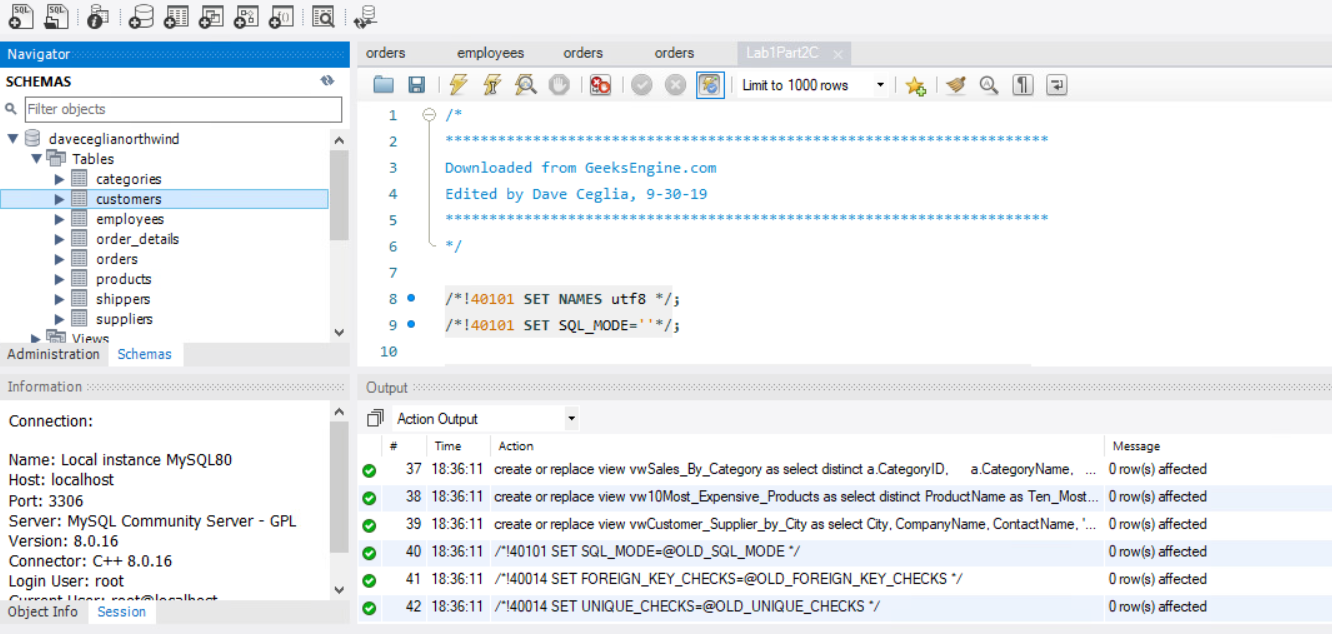 SQL SQL
Navigator
SCHEMAS
Filter objects
daveceglianorthwind
Tables
categories
customers
employees
order_details
orders
products
shippers
suppliers
Views
Administration Schemas
Information
Connection:
Name: Local instance MySQL80
Host: localhost
Port: 3306
Server: MySQL Community Server - GPL
Version: 8.0.16
Connector: C++ 8.0.16
Login User: root
Current User: root@localhost
Object Info Session
orders employees orders orders Lab1Part2C ×
Limit to 1000 rows
1 /*
2 *********************************************************************
3 Downloaded from GeeksEngine.com
4 Edited by Dave Ceglia, 9-30-19
5 *********************************************************************
6 */
7
8 /*!40101 SET NAMES utf8 */;
9 /*!40101 SET SQL_MODE=''*/;
10
Output
Action Output
# Time Action Message
37 18:36:11 create or replace view vwSales_By_Category as select distinct a.CategoryID, a.CategoryName, ... 0 row(s) affected
38 18:36:11 create or replace view vw10Most_Expensive_Products as select distinct ProductName as Ten_Most... 0 row(s) affected
39 18:36:11 create or replace view vwCustomer_Supplier_by_City as select City, CompanyName, ContactName, '... 0 row(s) affected
40 18:36:11 /*!40101 SET SQL_MODE=@OLD_SQL_MODE */ 0 row(s) affected
41 18:36:11 /*!40014 SET FOREIGN_KEY_CHECKS=@OLD_FOREIGN_KEY_CHECKS */ 0 row(s) affected
42 18:36:11 /*!40014 SET UNIQUE_CHECKS=@OLD_UNIQUE_CHECKS */ 0 row(s) affected